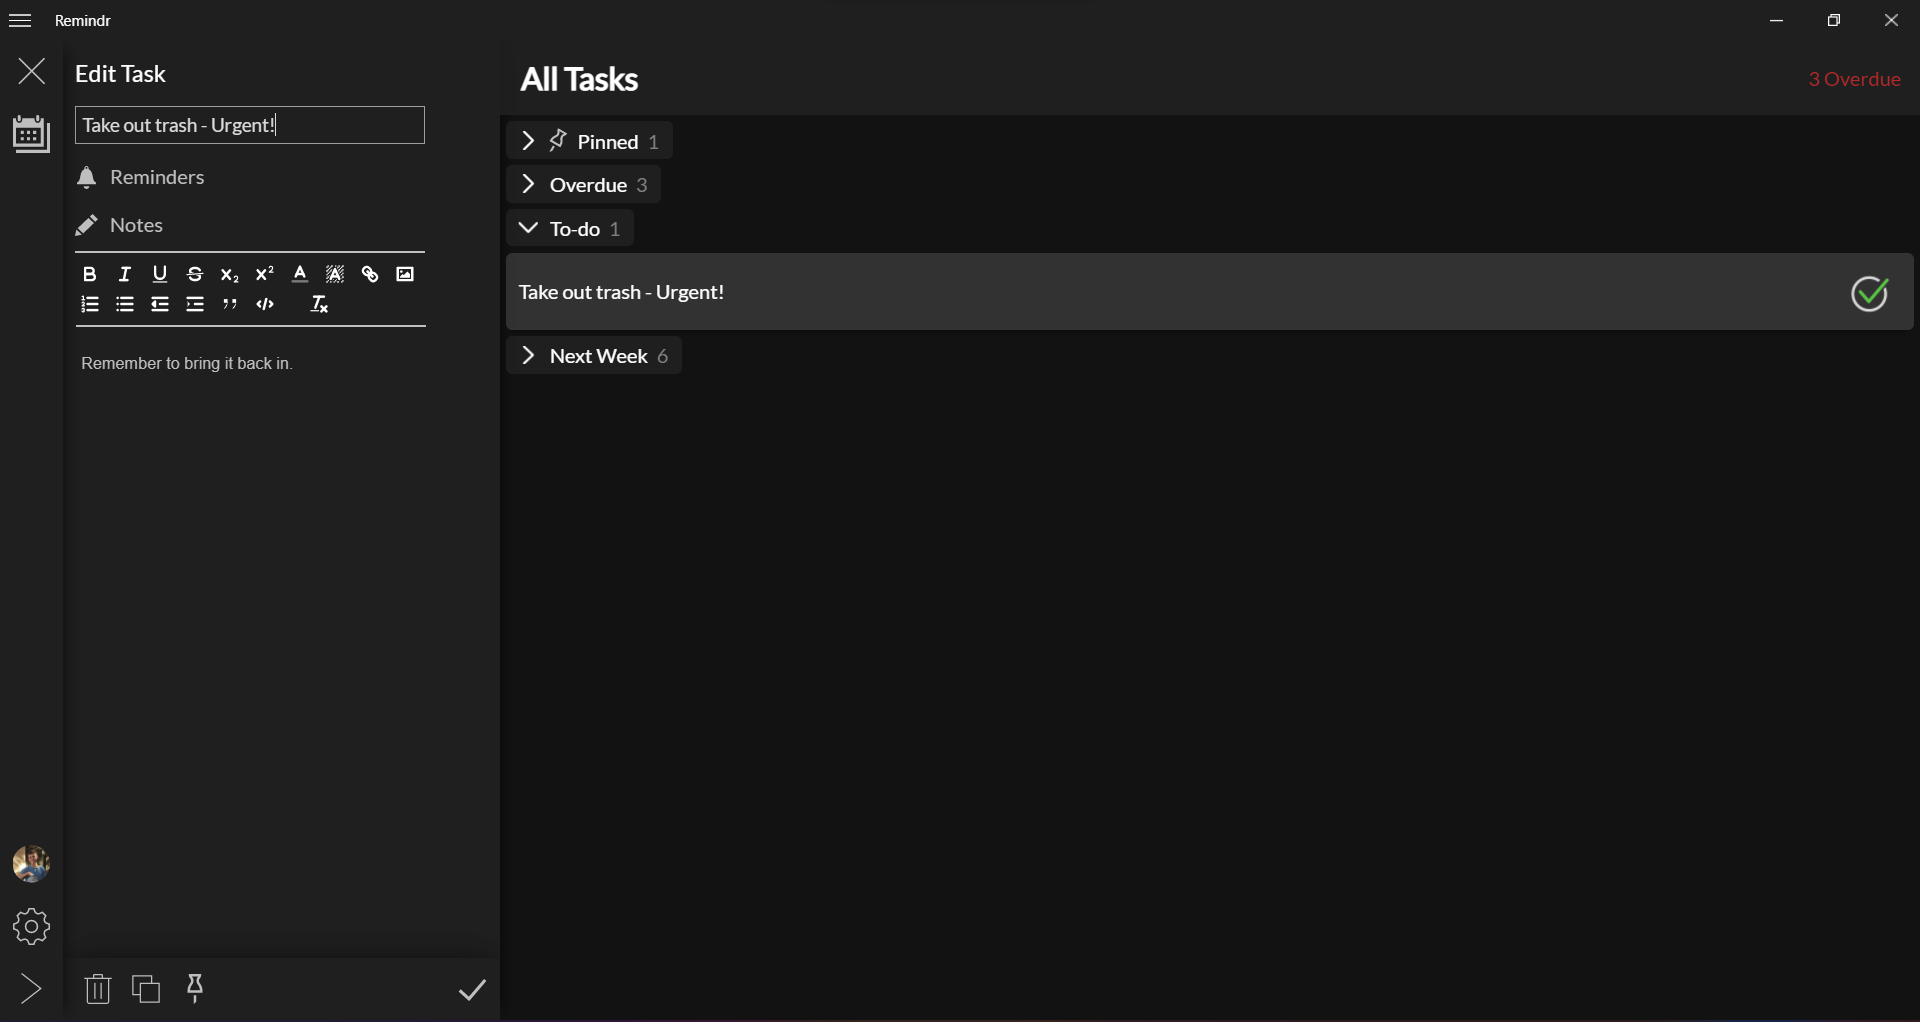 Remindr
Edit Task
Take out trash - Urgent!
Reminders
Notes
Remember to bring it back in.
All Tasks
3 Overdue
Pinned 1
Overdue 3
To-do 1
Take out trash - Urgent!
Next Week 6